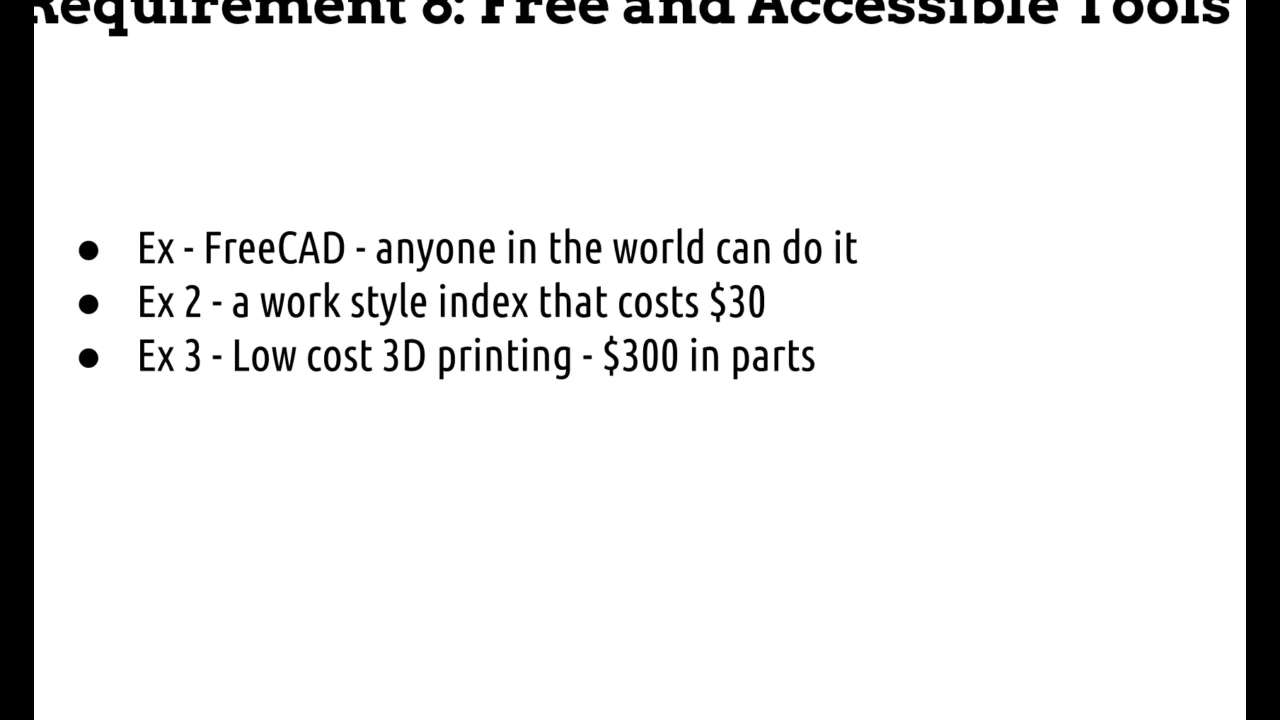 Requirement 8: Free and Accessible Tools
● Ex - FreeCAD - anyone in the world can do it
● Ex 2 - a work style index that costs $30
● Ex 3 - Low cost 3D printing - $300 in parts